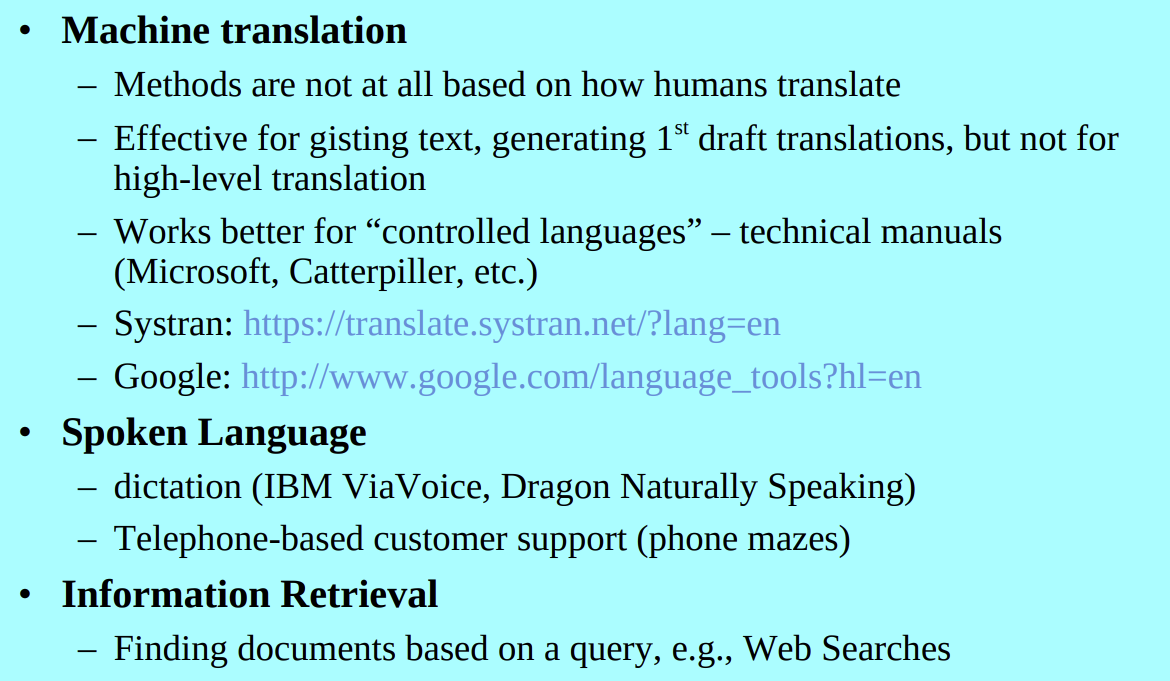 • Machine translation
– Methods are not at all based on how humans translate
– Effective for gisting text, generating 1st draft translations, but not for
high-level translation
– Works better for “controlled languages” – technical manuals
(Microsoft, Catterpiller, etc.)
– Systran: https://translate.systran.net/?lang=en
– Google: http://www.google.com/language_tools?hl=en
• Spoken Language
– dictation (IBM ViaVoice, Dragon Naturally Speaking)
– Telephone-based customer support (phone mazes)
• Information Retrieval
– Finding documents based on a query, e.g., Web Searches